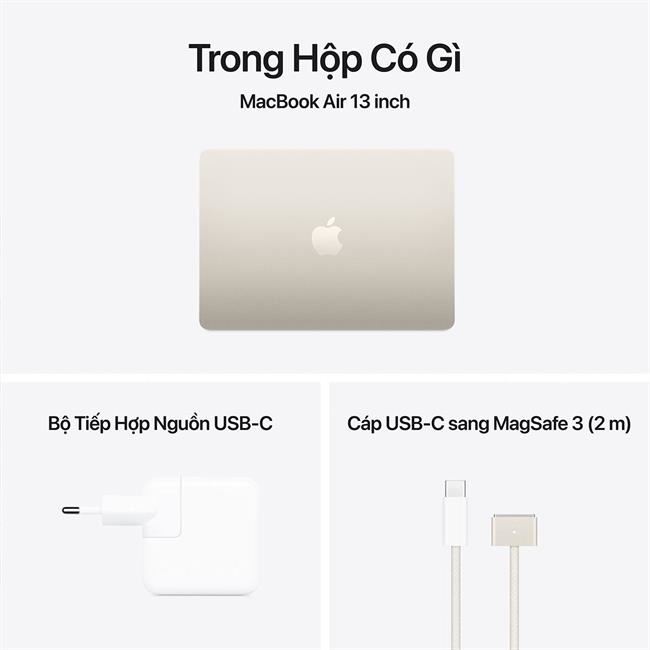 Trong Hộp Có Gì
MacBook Air 13 inch
Bộ Tiếp Hợp Nguồn USB-C
Cáp USB-C sang MagSafe 3 (2 m)